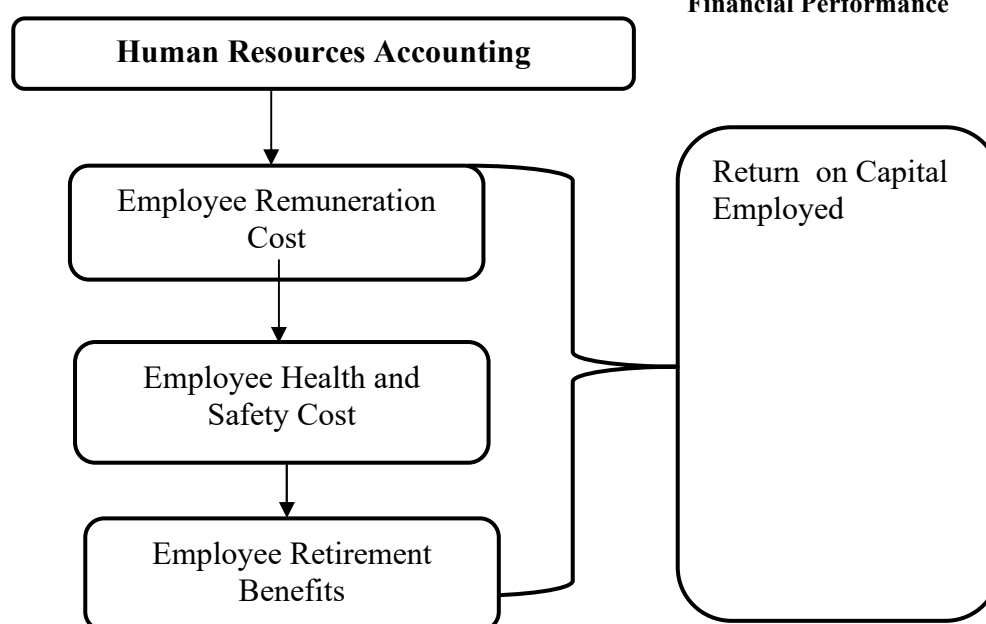 Financial Performance
Human Resources Accounting
Employee Remuneration
Cost
Employee Health and
Safety Cost
Employee Retirement
Benefits
Return on Capital
Employed